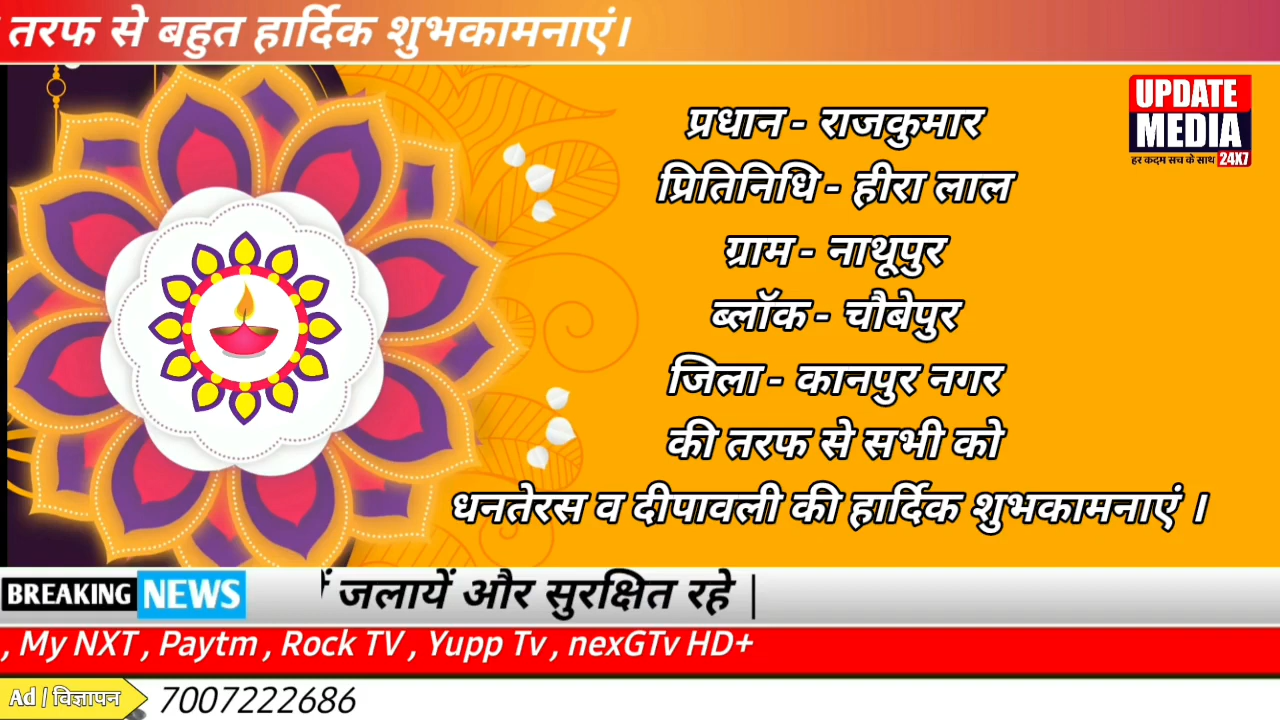 तरफ से बहुत हार्दिक शुभकामनाएं।
UPDATE
MEDIA
हर कदम सच के साथ 24X7
प्रधान - राजकुमार
प्रितिनिधि - हीरा लाल
ग्राम - नाथूपुर
ब्लॉक - चौबेपुर
जिला - कानपुर नगर
की तरफ से सभी को
धनतेरस व दीपावली की हार्दिक शुभकामनाएं ।
BREAKING NEWS जलायें और सुरक्षित रहे |
, My NXT , Paytm , Rock TV , Yupp Tv , nexGTv HD+
Ad / विज्ञापन 7007222686